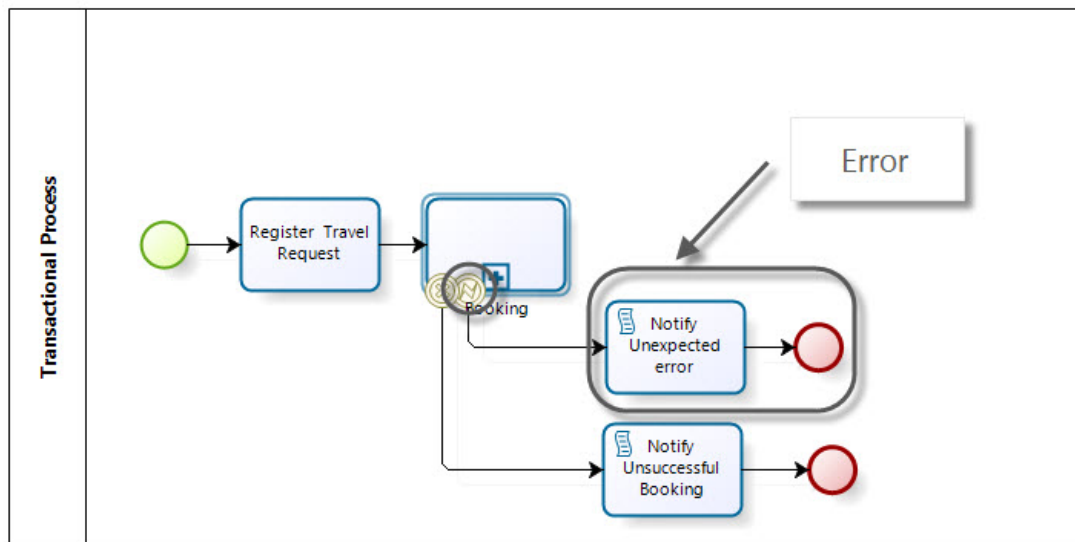 Transactional Process
Error
Register Travel
Request
Booking
Notify
Unexpected
error
Notify
Unsuccessful
Booking